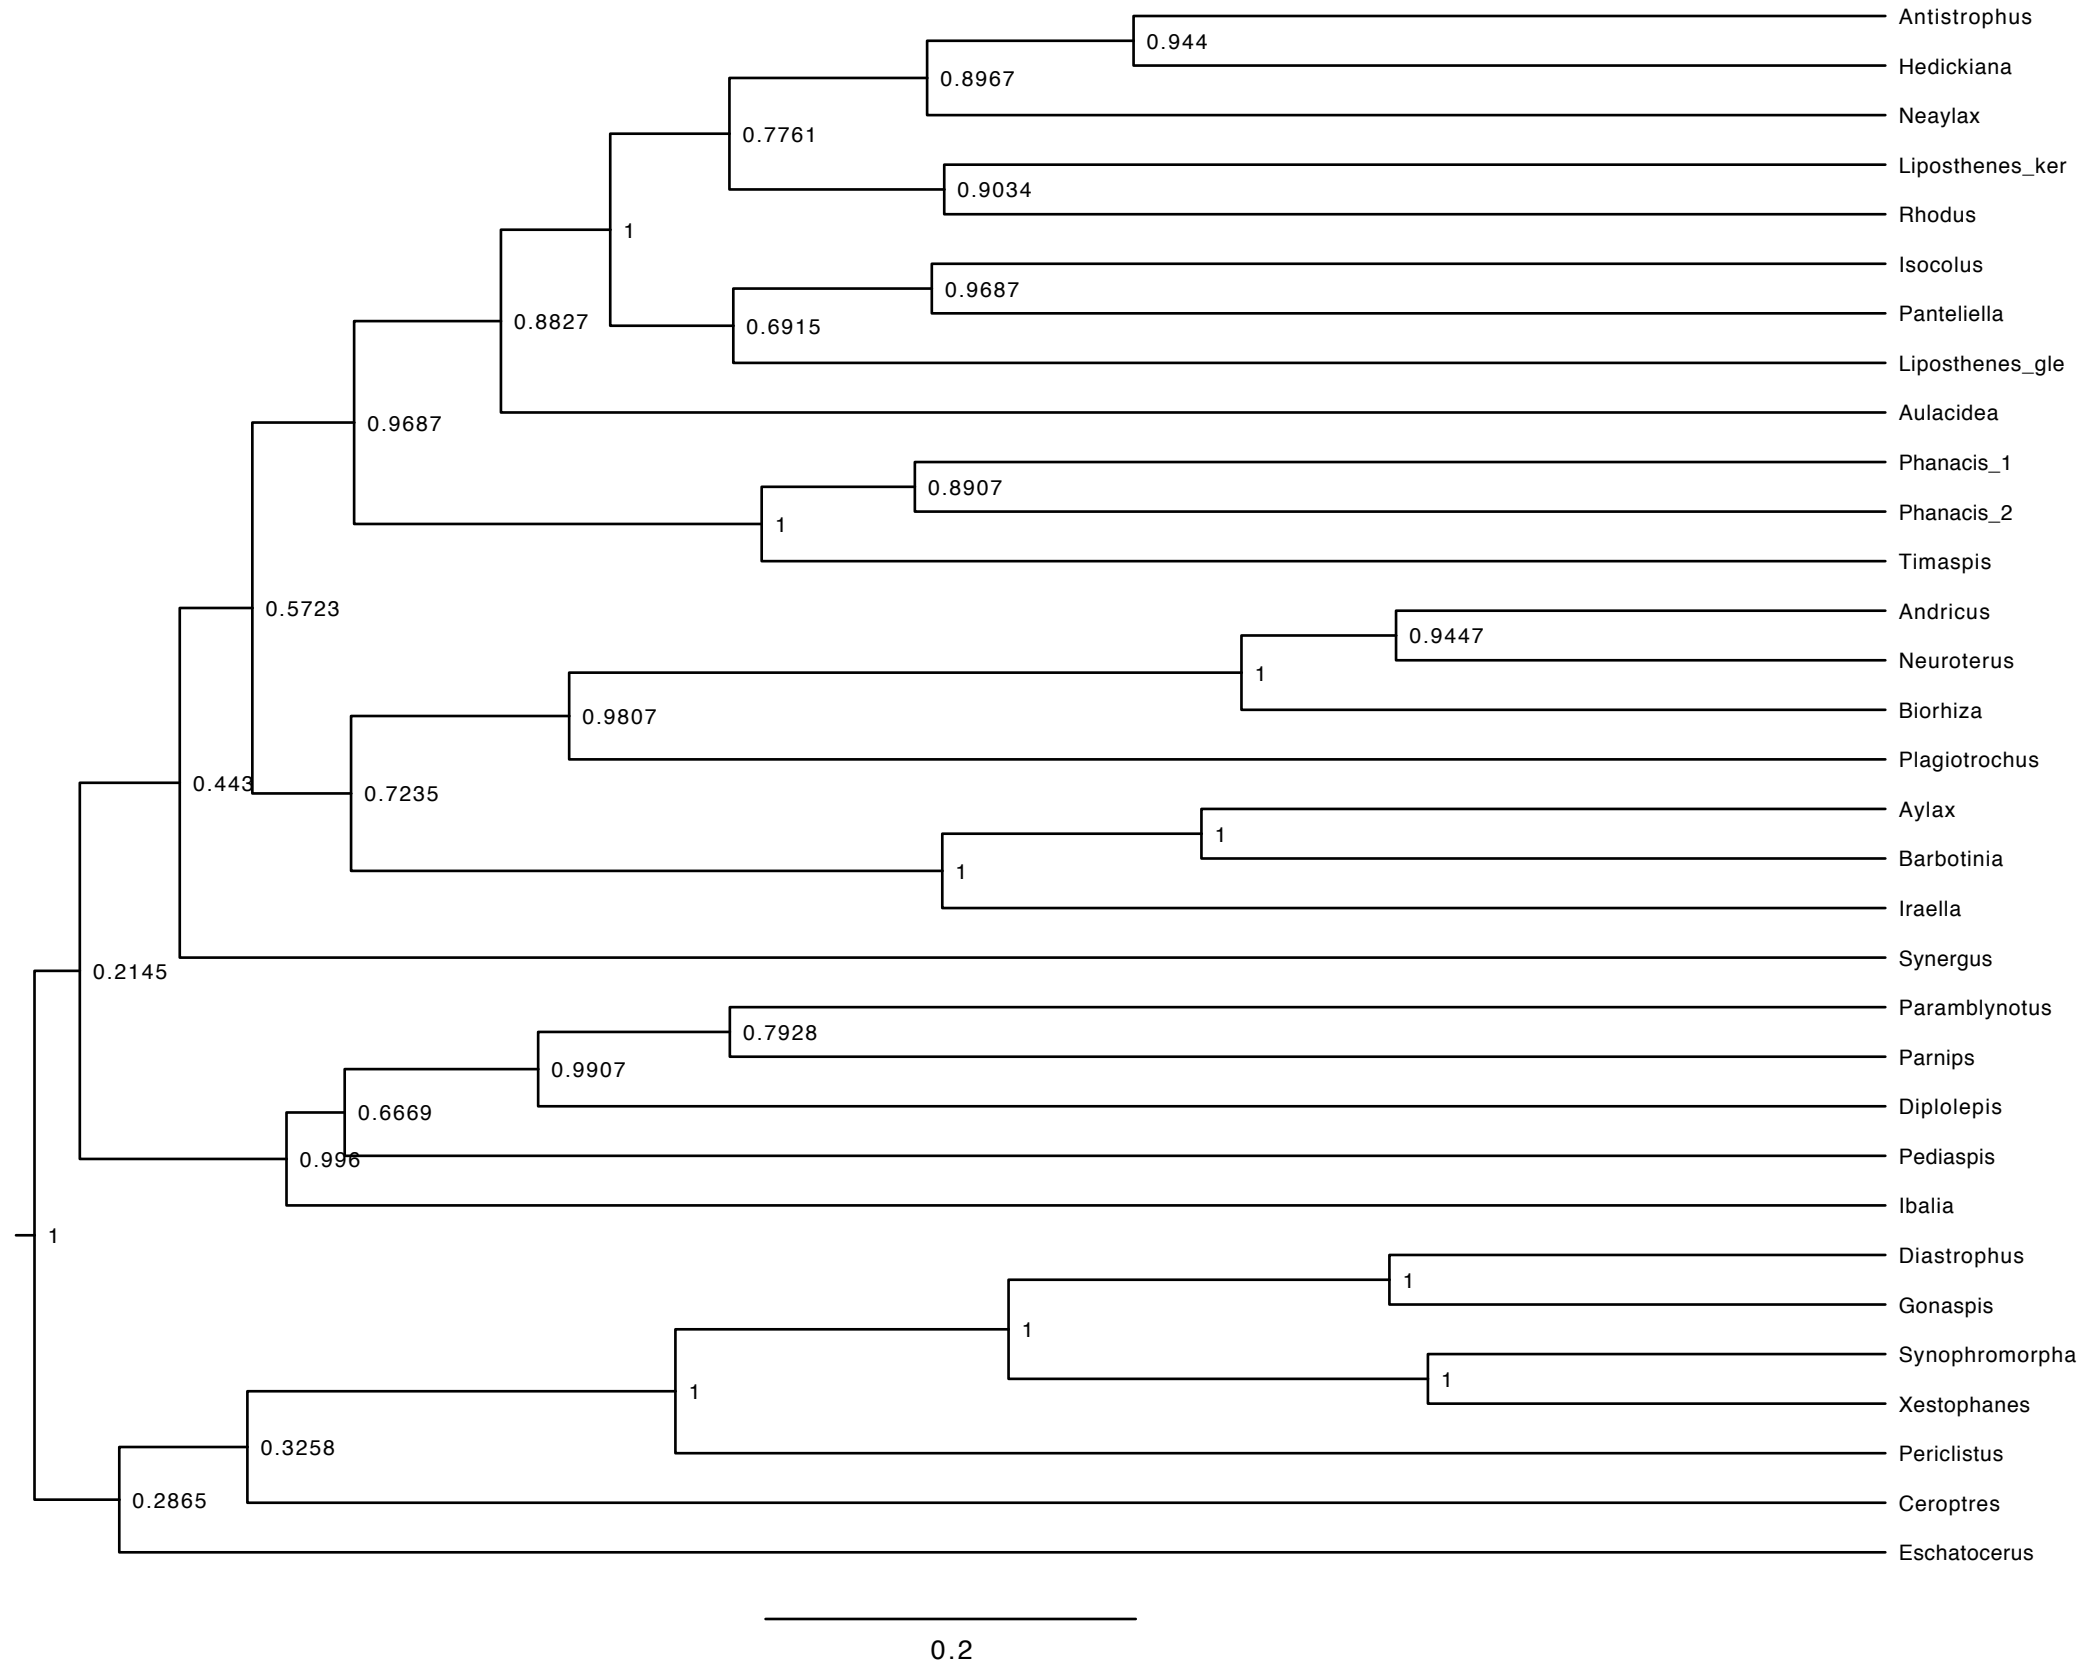 Antistrophus
0.944
Hedickiana
0.8967
Neaylax
0.7761
Liposthenes_ker
0.9034
Rhodus
1
Isocolus
0.9687
Panteliella
0.8827
0.6915
Liposthenes_gle
Aulacidea
0.9687
Phanacis_1
0.8907
Phanacis_2
1
Timaspis
0.5723
Andricus
0.9447
Neuroterus
1
Biorhiza
0.9807
Plagiotrochus
0.443
0.7235
Aylax
1
Barbotinia
1
Iraella
Synergus
0.2145
Paramblynotus
0.7928
Parnips
0.9907
Diplolepis
0.6669
Pediaspis
0.996
Ibalia
1
Diastrophus
1
Gonaspis
1
Synophromorpha
1
Xestophanes
1
Periclistus
0.3258
Ceroptres
0.2865
Eschatocerus
0.2